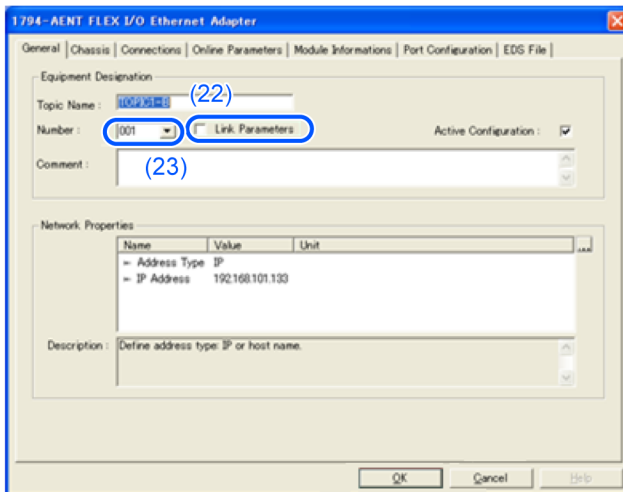 1794-AENT FLEX I/O Ethernet Adapter
General Chassis Connections Online Parameters Module Informations Port Configuration EDS File
Equipment Designation
Topic Name : TOPIC1-B (22)
Number : 001 Link Parameters Active Configuration :
(23)
Comment :
Network Properties
Name Value Unit ...
Address Type IP
IP Address 192.168.101.133
Description : Define address type: IP or host name.
OK Cancel Help